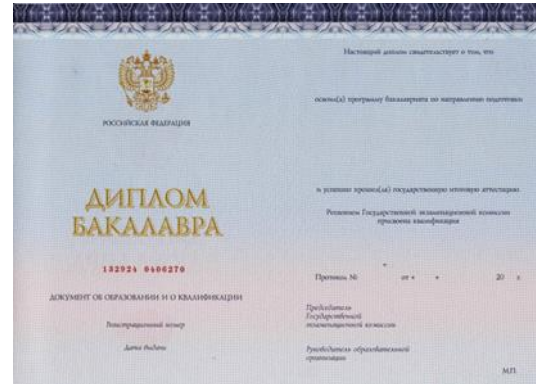 РОССИЙСКАЯ ФЕДЕРАЦИЯ
ДИПЛОМ
БАКАЛАВРА
132924 0406270
ДОКУМЕНТ ОБ ОБРАЗОВАНИИ И О КВАЛИФИКАЦИИ
Регистрационный номер
Дата выдачи
Настоящий диплом свидетельствует о том, что
освоил(а) программу бакалавриата по направлению подготовки
и успешно прошел(ла) государственную итоговую аттестацию.
Решением Государственной экзаменационной комиссии
присвоена квалификация
Протокол № от « » 20 г.
Председатель
Государственной
экзаменационной комиссии
Руководитель образовательной
организации
М.П.